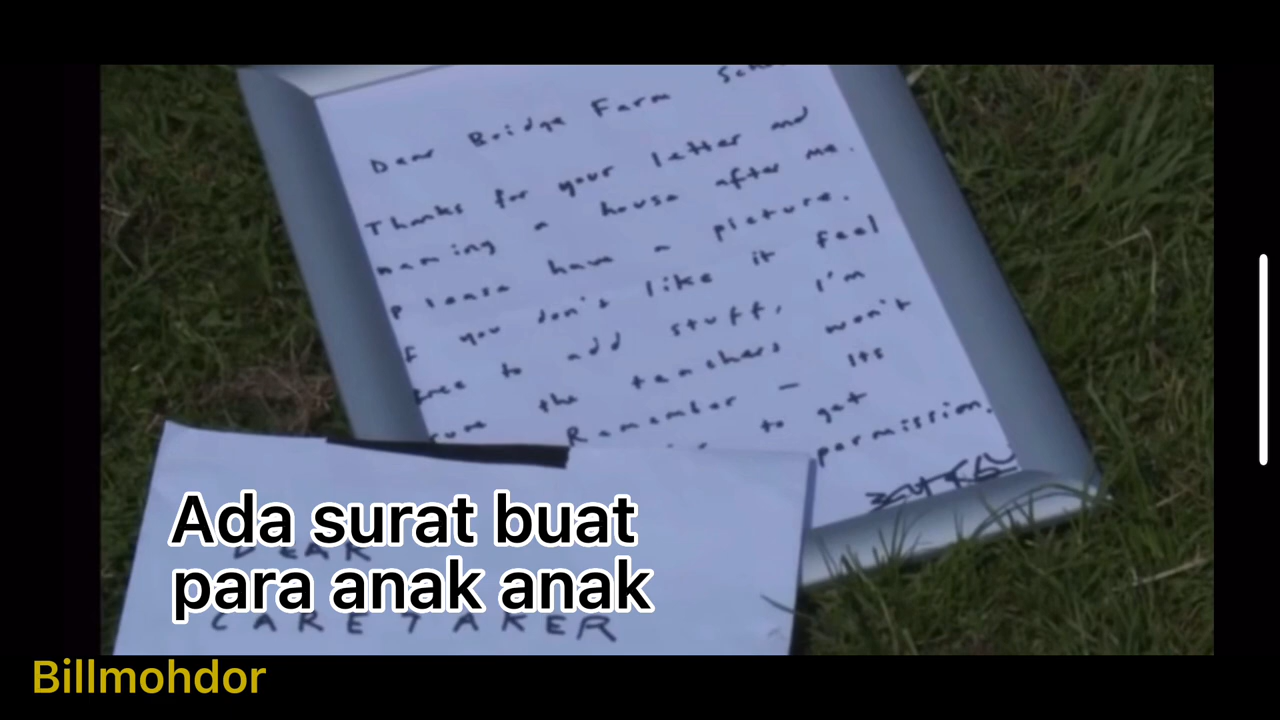 Dear Bridge Farm
Thanks for your letter and
naming a house after me.
please have a picture.
you don't like it feel
to add stuff, I'm
the teachers won't
Remember – Its
to get
permission.
Ada surat buat
DEAR
para anak anak
CARETAKER
Billmohdor